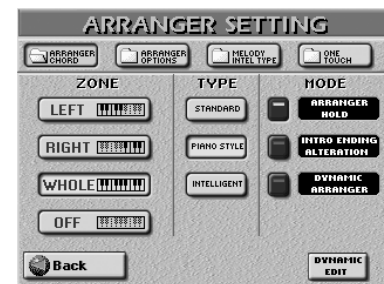 ARRANGER SETTING
ARRANGER CHORD
ARRANGER OPTIONS
MELODY INTEL TYPE
ONE TOUCH
ZONE
TYPE
MODE
LEFT
STANDARD
ARRANGER HOLD
RIGHT
PIANO STYLE
INTRO ENDING ALTERATION
WHOLE
INTELLIGENT
DYNAMIC ARRANGER
OFF
Back
DYNAMIC EDIT